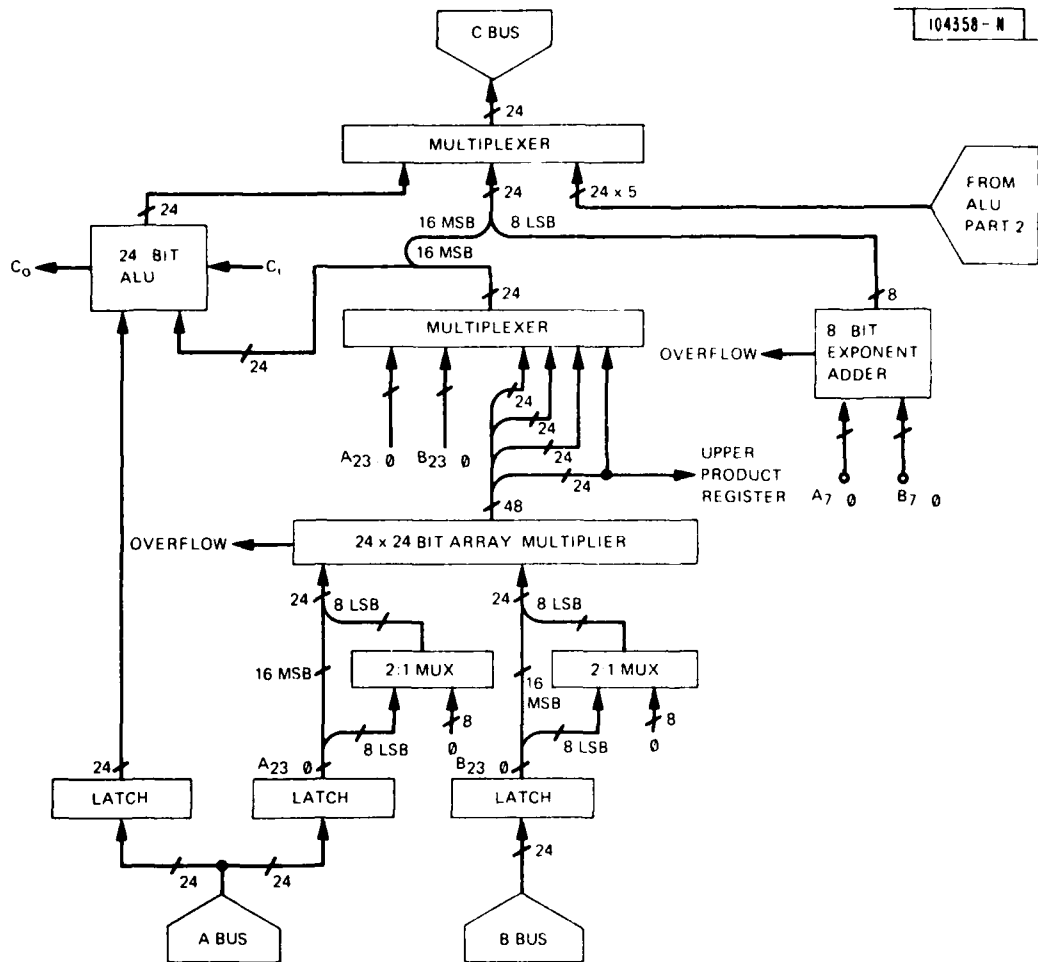 104358-N
C BUS
24
MULTIPLEXER
24
24
24 x 5
FROM
ALU
PART 2
16 MSB
8 LSB
16 MSB
24 BIT
ALU
C0
C1
24
8
MULTIPLEXER
8 BIT
EXPONENT
ADDER
OVERFLOW
24
24
24
24
A23 0
B23 0
24
UPPER
PRODUCT
REGISTER
A7 0
B7 0
48
24 x 24 BIT ARRAY MULTIPLIER
OVERFLOW
24
8 LSB
24
8 LSB
2:1 MUX
2:1 MUX
16 MSB
16
MSB
8
8
8 LSB
0
8 LSB
0
24
A23 0
B23 0
LATCH
LATCH
LATCH
24
24
24
A BUS
B BUS